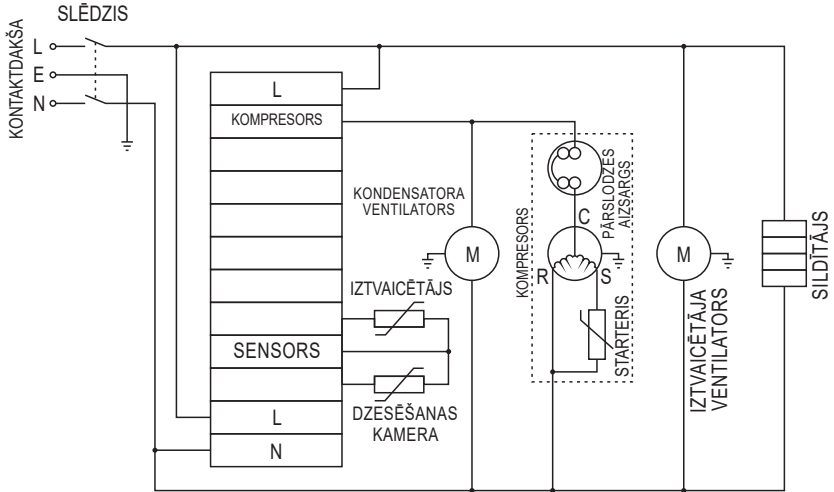 SLĒDZIS
KONTAKTDAKŠA
L
E
N
L
KOMPRESORS
SENSORS
L
N
KONDENSATORA
VENTILATORS
M
IZTVAICĒTĀJS
DZESĒŠANAS
KAMERA
KOMPRESORS
PĀRSLODZES
AIZSARGS
C
R
S
STARTERIS
M
IZTVAICĒTĀJA
VENTILATORS
SILDĪTĀJS